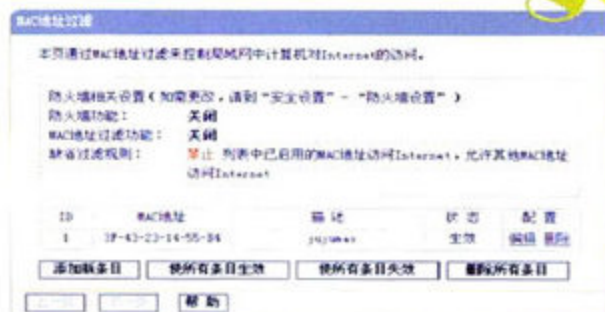 MAC地址过滤
本页通过MAC地址过滤来控制局域网中计算机对Internet的访问。
防火墙相关设置(如需更改，请到“安全设置”-“防火墙设置”)
防火墙功能： 关闭
MAC地址过滤功能： 关闭
缺省过滤规则： 禁止 列表中已启用的MAC地址访问Internet，允许其他MAC地址
访问Internet
ID MAC地址 描述 状态 配置
1 生效 编辑 删除
添加新条目 使所有条目生效 使所有条目失效 删除所有条目
上一页 下一页 帮助